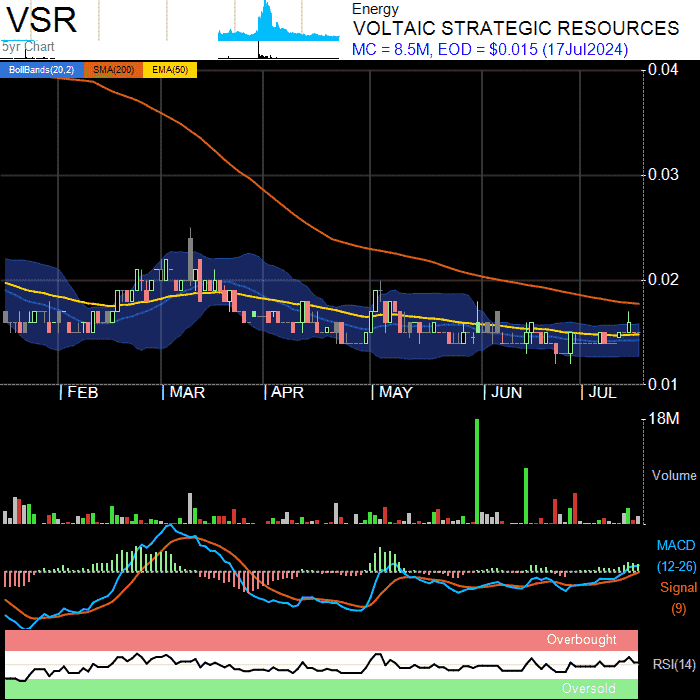 VSR
5yr Chart
Energy
VOLTAIC STRATEGIC RESOURCES
MC = 8.5M, EOD = $0.015 (17Jul2024)
BollBands(20,2) SMA(200) EMA(50)
0.04
0.03
0.02
0.01
FEB MAR APR MAY JUN JUL
18M
Volume
MACD
(12-26)
Signal
(9)
Overbought
RSI(14)
Oversold